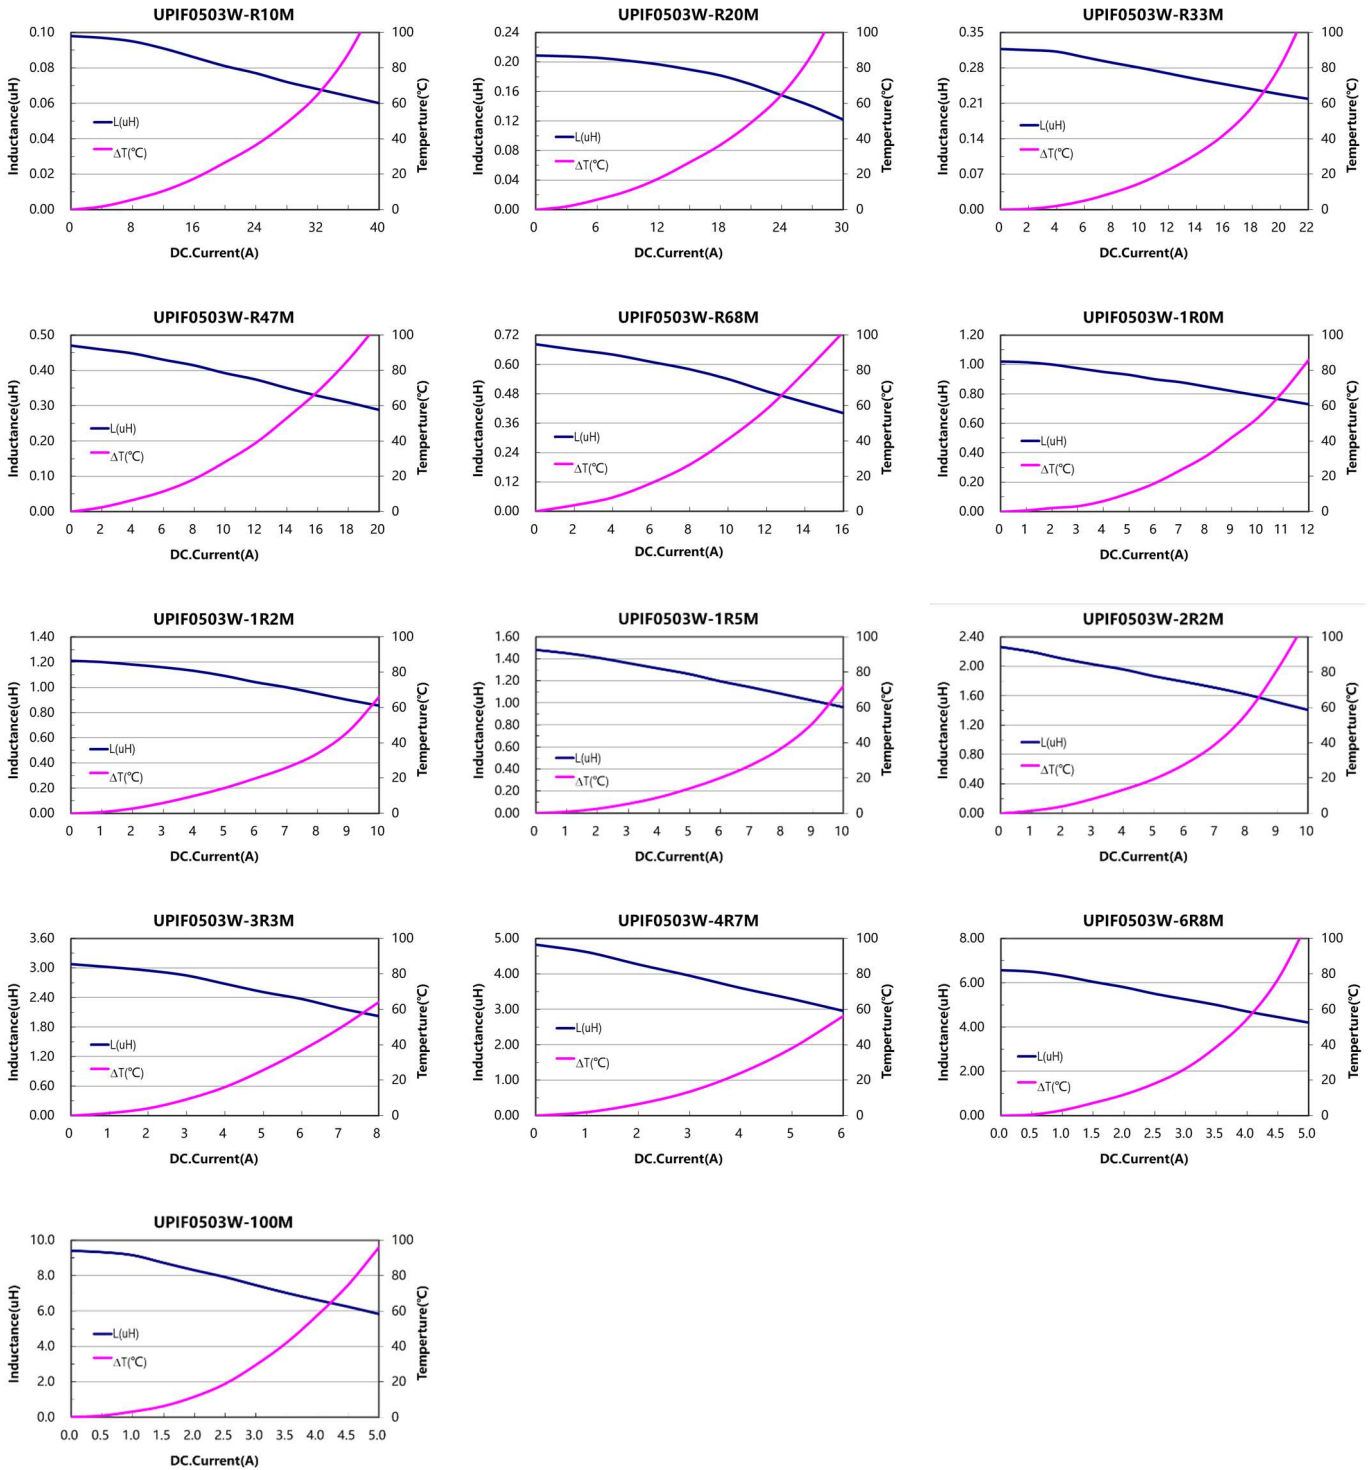 UPIF0503W-R10M
Inductance(uH)
0.10
0.08
0.06
0.04
0.02
0.00
L(uH)
ΔT(℃)
100
80
60
40
20
0
Temperture(℃)
0 8 16 24 32 40
DC.Current(A)
UPIF0503W-R20M
Inductance(uH)
0.24
0.20
0.16
0.12
0.08
0.04
0.00
L(uH)
ΔT(℃)
100
80
60
40
20
0
Temperture(℃)
0 6 12 18 24 30
DC.Current(A)
UPIF0503W-R33M
Inductance(uH)
0.35
0.28
0.21
0.14
0.07
0.00
L(uH)
ΔT(℃)
100
80
60
40
20
0
Temperture(℃)
0 2 4 6 8 10 12 14 16 18 20 22
DC.Current(A)
UPIF0503W-R47M
Inductance(uH)
0.50
0.40
0.30
0.20
0.10
0.00
L(uH)
ΔT(℃)
100
80
60
40
20
0
Temperture(℃)
0 2 4 6 8 10 12 14 16 18 20
DC.Current(A)
UPIF0503W-R68M
Inductance(uH)
0.72
0.60
0.48
0.36
0.24
0.12
0.00
L(uH)
ΔT(℃)
100
80
60
40
20
0
Temperture(℃)
0 2 4 6 8 10 12 14 16
DC.Current(A)
UPIF0503W-1R0M
Inductance(uH)
1.20
1.00
0.80
0.60
0.40
0.20
0.00
L(uH)
ΔT(℃)
100
80
60
40
20
0
Temperture(℃)
0 1 2 3 4 5 6 7 8 9 10 11 12
DC.Current(A)
UPIF0503W-1R2M
Inductance(uH)
1.40
1.20
1.00
0.80
0.60
0.40
0.20
0.00
L(uH)
ΔT(℃)
100
80
60
40
20
0
Temperture(℃)
0 1 2 3 4 5 6 7 8 9 10
DC.Current(A)
UPIF0503W-1R5M
Inductance(uH)
1.60
1.40
1.20
1.00
0.80
0.60
0.40
0.20
0.00
L(uH)
ΔT(℃)
100
80
60
40
20
0
Temperture(℃)
0 1 2 3 4 5 6 7 8 9 10
DC.Current(A)
UPIF0503W-2R2M
Inductance(uH)
2.40
2.00
1.60
1.20
0.80
0.40
0.00
L(uH)
ΔT(℃)
100
80
60
40
20
0
Temperture(℃)
0 1 2 3 4 5 6 7 8 9 10
DC.Current(A)
UPIF0503W-3R3M
Inductance(uH)
3.60
3.00
2.40
1.80
1.20
0.60
0.00
L(uH)
ΔT(℃)
100
80
60
40
20
0
Temperture(℃)
0 1 2 3 4 5 6 7 8
DC.Current(A)
UPIF0503W-4R7M
Inductance(uH)
5.00
4.00
3.00
2.00
1.00
0.00
L(uH)
ΔT(℃)
100
80
60
40
20
0
Temperture(℃)
0 1 2 3 4 5 6
DC.Current(A)
UPIF0503W-6R8M
Inductance(uH)
8.00
6.00
4.00
2.00
0.00
L(uH)
ΔT(℃)
100
80
60
40
20
0
Temperture(℃)
0.0 0.5 1.0 1.5 2.0 2.5 3.0 3.5 4.0 4.5 5.0
DC.Current(A)
UPIF0503W-100M
Inductance(uH)
10.0
8.0
6.0
4.0
2.0
0.0
L(uH)
ΔT(℃)
100
80
60
40
20
0
Temperture(℃)
0.0 0.5 1.0 1.5 2.0 2.5 3.0 3.5 4.0 4.5 5.0
DC.Current(A)